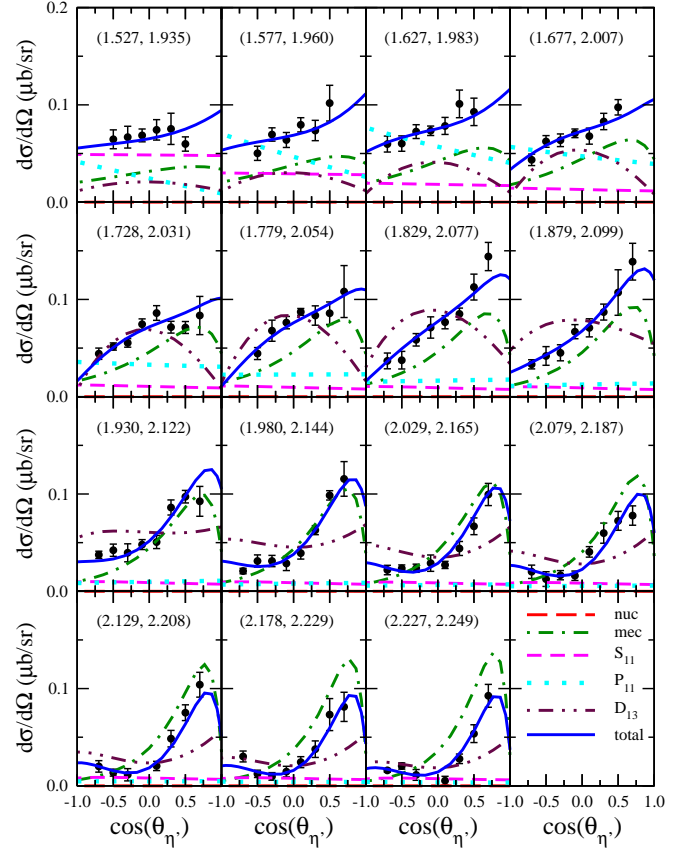 0.2
(1.527, 1.935) (1.577, 1.960) (1.627, 1.983) (1.677, 2.007)
dσ/dΩ (μb/sr)
0.1
0.0
(1.728, 2.031) (1.779, 2.054) (1.829, 2.077) (1.879, 2.099)
dσ/dΩ (μb/sr)
0.1
0.0
(1.930, 2.122) (1.980, 2.144) (2.029, 2.165) (2.079, 2.187)
dσ/dΩ (μb/sr)
0.1
0.0
(2.129, 2.208) (2.178, 2.229) (2.227, 2.249)
nuc
mec
S11
P11
D13
total
dσ/dΩ (μb/sr)
0.1
0.0
-1.0 -0.5 0.0 0.5 -1.0 -0.5 0.0 0.5 -1.0 -0.5 0.0 0.5 -1.0 -0.5 0.0 0.5 1.0
cos(θη’) cos(θη’) cos(θη’) cos(θη’)